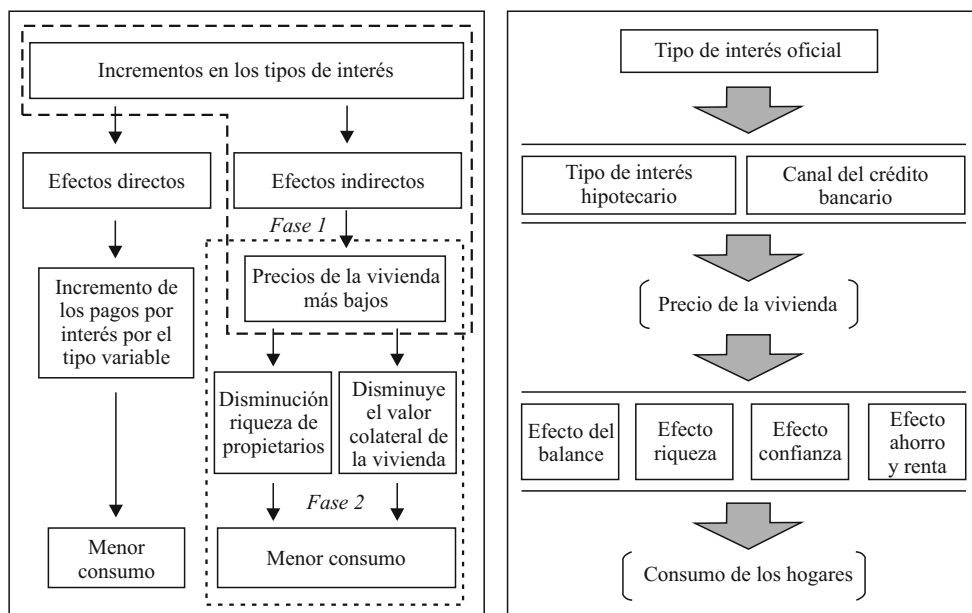 Incrementos en los tipos de interés
Efectos directos
Efectos indirectos
Fase 1
Incremento de
los pagos por
interés por el
tipo variable
Precios de la vivienda
más bajos
Disminución
riqueza de
propietarios
Disminuye
el valor
colateral de
la vivienda
Fase 2
Menor
consumo
Menor consumo
Tipo de interés oficial
Tipo de interés
hipotecario
Canal del crédito
bancario
Precio de la vivienda
Efecto del
balance
Efecto
riqueza
Efecto
confianza
Efecto
ahorro
y renta
Consumo de los hogares